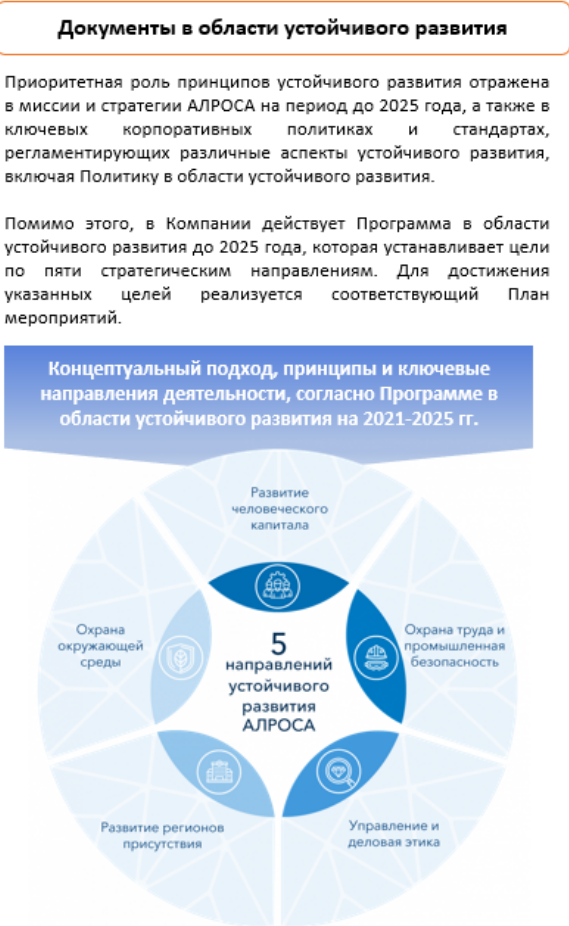 Документы в области устойчивого развития
Приоритетная роль принципов устойчивого развития отражена
в миссии и стратегии АЛРОСА на период до 2025 года, а также в
ключевых корпоративных политиках и стандартах,
регламентирующих различные аспекты устойчивого развития,
включая Политику в области устойчивого развития.
Помимо этого, в Компании действует Программа в области
устойчивого развития до 2025 года, которая устанавливает цели
по пяти стратегическим направлениям. Для достижения
указанных целей реализуется соответствующий План
мероприятий.
Концептуальный подход, принципы и ключевые
направления деятельности, согласно Программе в
области устойчивого развития на 2021-2025 гг.
Развитие
человеческого
капитала
Охрана
окружающей
среды
Охрана труда и
промышленная
безопасность
5
направлений
устойчивого
развития
АЛРОСА
Развитие регионов
присутствия
Управление и
деловая этика